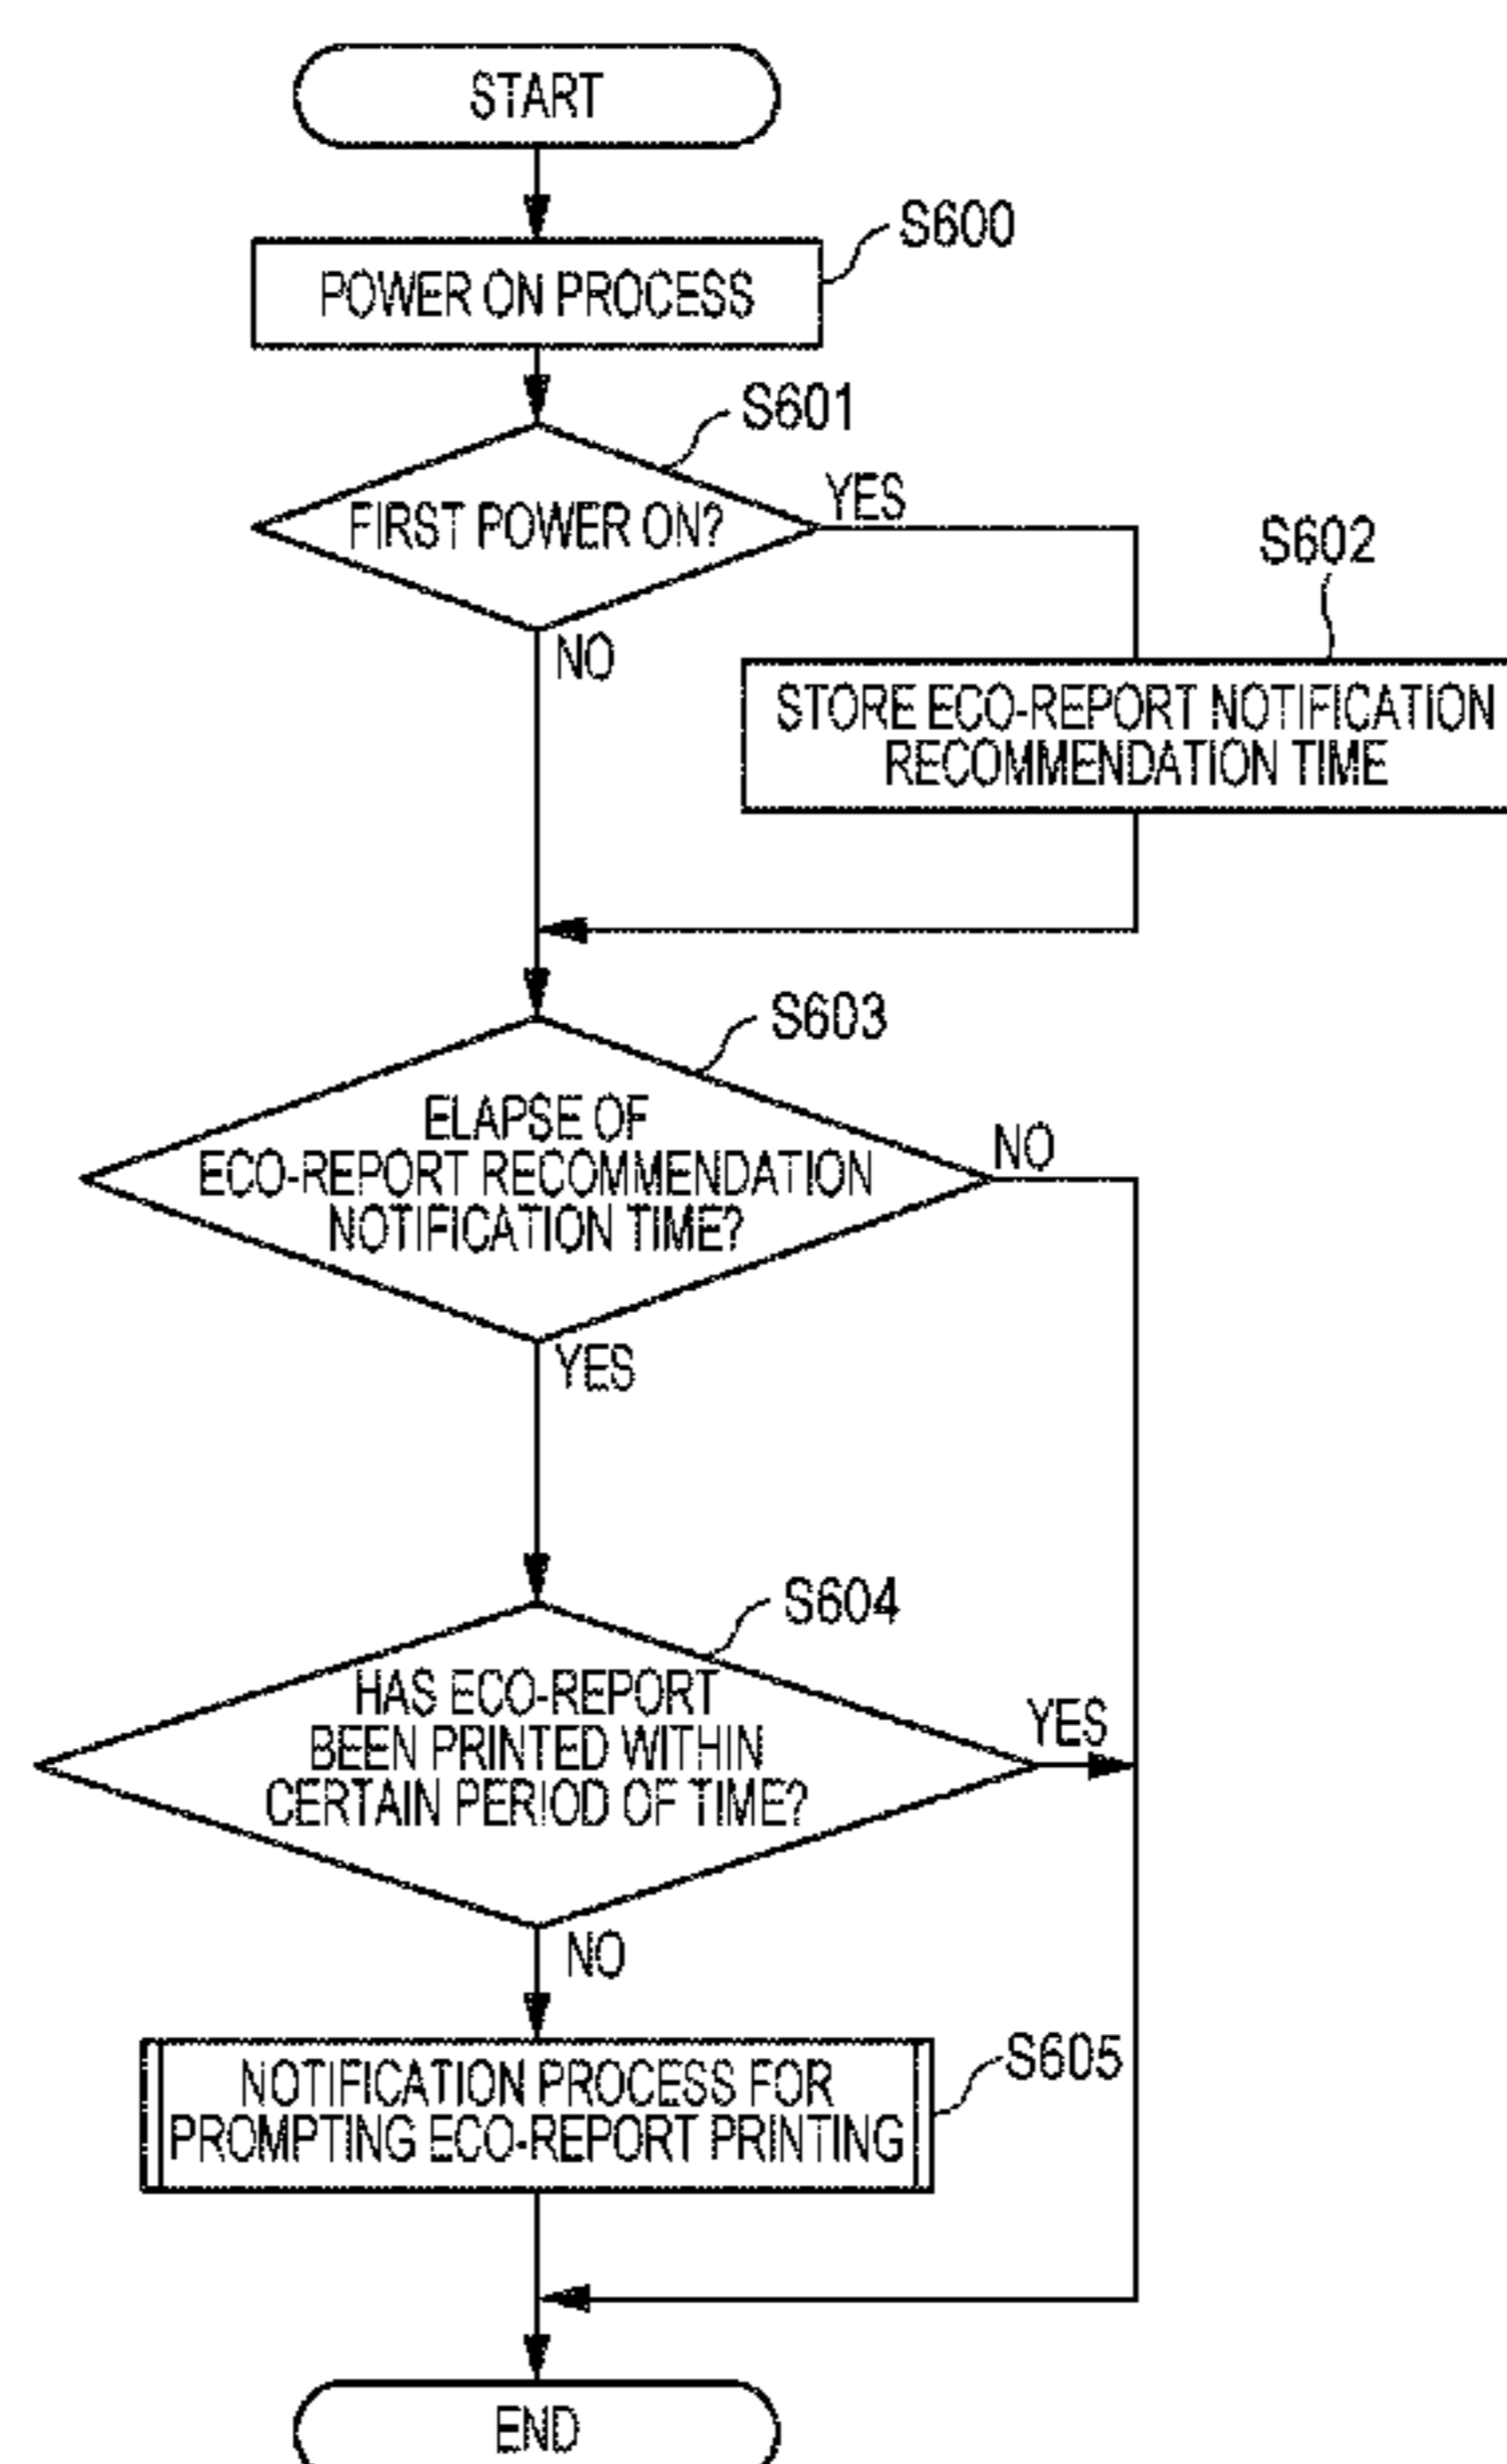 START
S600
POWER ON PROCESS
S601
FIRST POWER ON?
YES
S602
NO
STORE ECO-REPORT NOTIFICATION
RECOMMENDATION TIME
S603
ELAPSE OF
ECO-REPORT RECOMMENDATION
NOTIFICATION TIME?
NO
YES
S604
HAS ECO-REPORT
BEEN PRINTED WITHIN
CERTAIN PERIOD OF TIME?
YES
NO
S605
NOTIFICATION PROCESS FOR
PROMPTING ECO-REPORT PRINTING
END